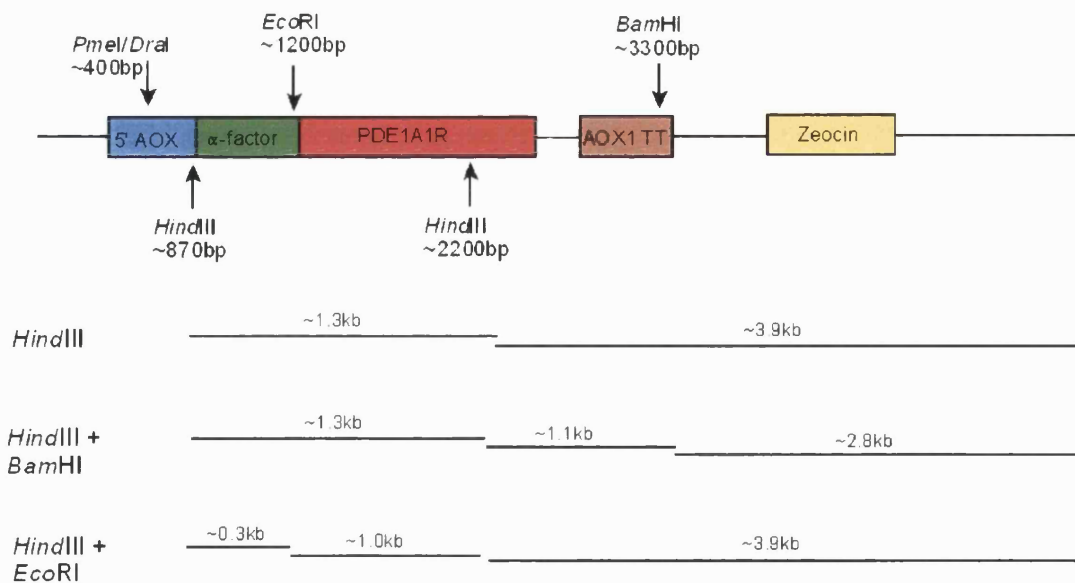 EcoRI
~1200bp
BamHI
~3300bp
PmeI/DraI
~400bp
5' AOX
α-factor
PDE1A1R
AOX1 TT
Zeocin
HindIII
~870bp
HindIII
~2200bp
HindIII
~1.3kb
~3.9kb
HindIII +
BamHI
~1.3kb
~1.1kb
~2.8kb
HindIII +
EcoRI
~0.3kb
~1.0kb
~3.9kb